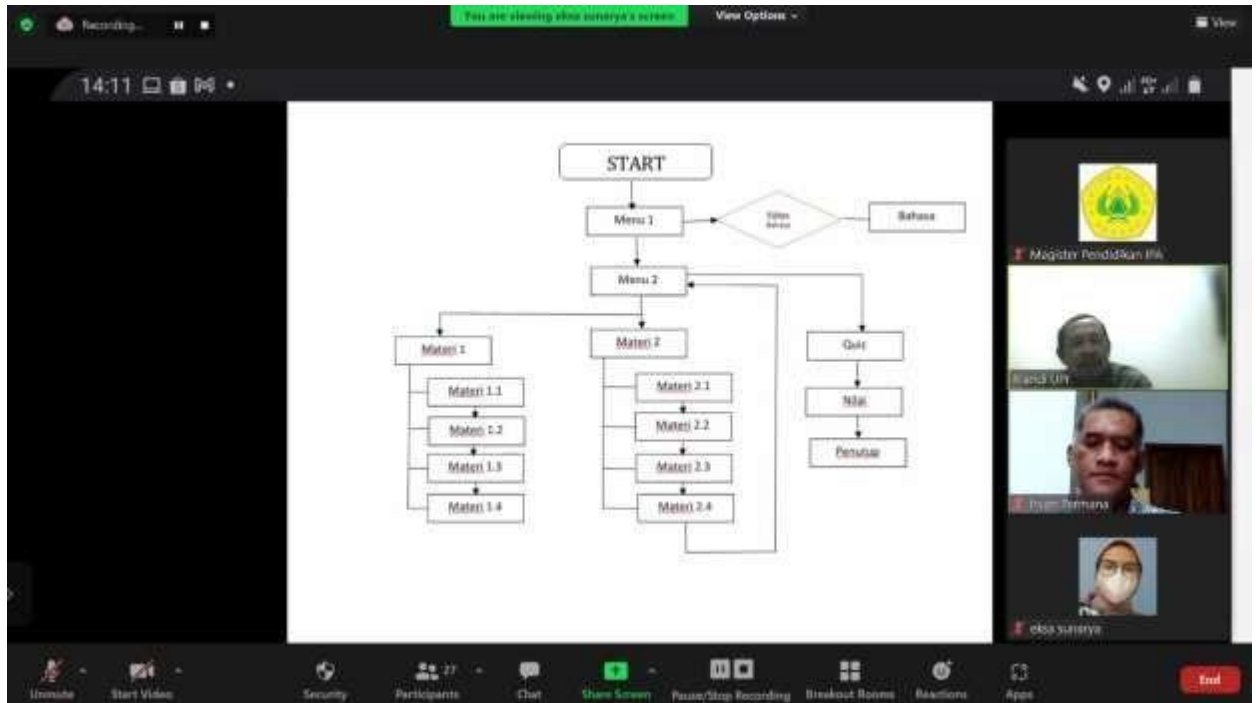 Recording...
You are viewing eksa sunarya's screen
View Options
View
14:11
START
Menu 1
Bahasa
Menu 2
Materi 1
Materi 2
Quiz
Materi 1.1
Materi 2.1
Nilai
Materi 1.2
Materi 2.2
Penutup
Materi 1.3
Materi 2.3
Materi 1.4
Materi 2.4
Magister Pendidikan IPA
Irsan Permana
eksa sunarya
Unmute
Start Video
Security
27
Participants
Chat
Share Screen
Pause/Stop Recording
Breakout Rooms
Reactions
Apps
End